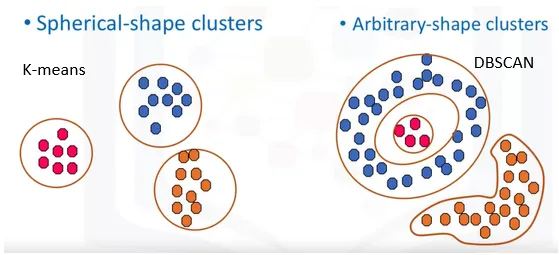 • Spherical-shape clusters
K-means
• Arbitrary-shape clusters
DBSCAN